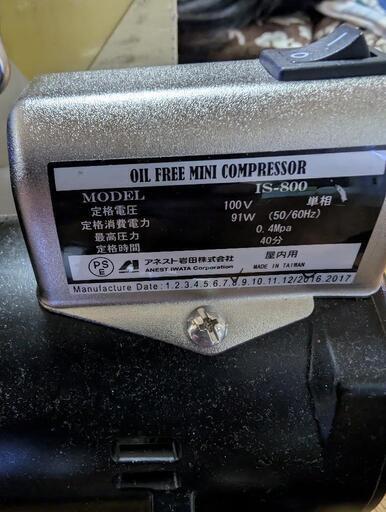 OIL FREE MINI COMPRESSOR
MODEL IS-800
定格電圧 100V 単相
定格消費電力 91W (50/60Hz)
最高圧力 0.4Mpa
定格時間 40分
PS E アネスト岩田株式会社 屋内用
ANEST IWATA Corporation MADE IN TAIWAN
Manufacture Date: 1.2.3.4.5.6.7.8.9.10.11.12/2016.2017